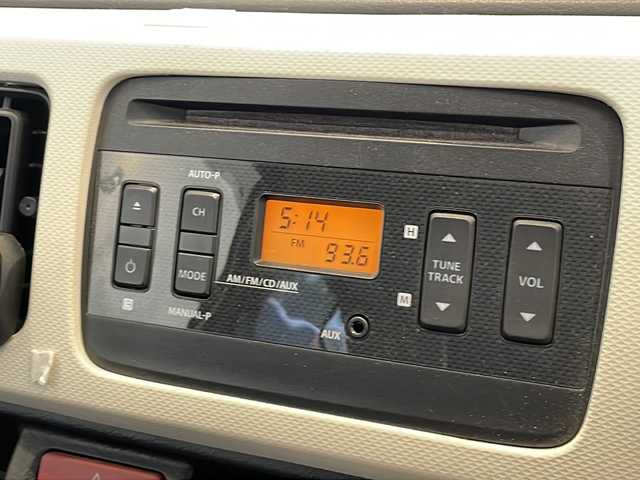 AUTO-P
CH
MODE
MANUAL-P
5:14
FM
93.6
AM/FM/CD/AUX
AUX
H
M
TUNE
TRACK
VOL